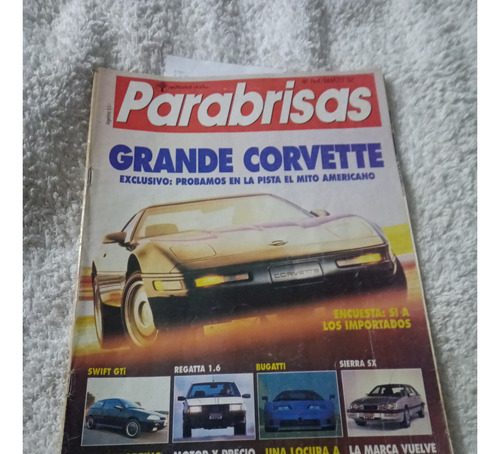 Parabrisas
GRANDE CORVETTE
EXCLUSIVO: PROBAMOS EN LA PISTA EL MITO AMERICANO
CORVETTE
ENCUESTA: SI A
LOS IMPORTADOS
SWIFT GTi
REGATTA 1.6
BUGATTI
SIERRA SX
MOTOR Y PRECIO
UNA LOCURA A
LA MARCA VUELVE